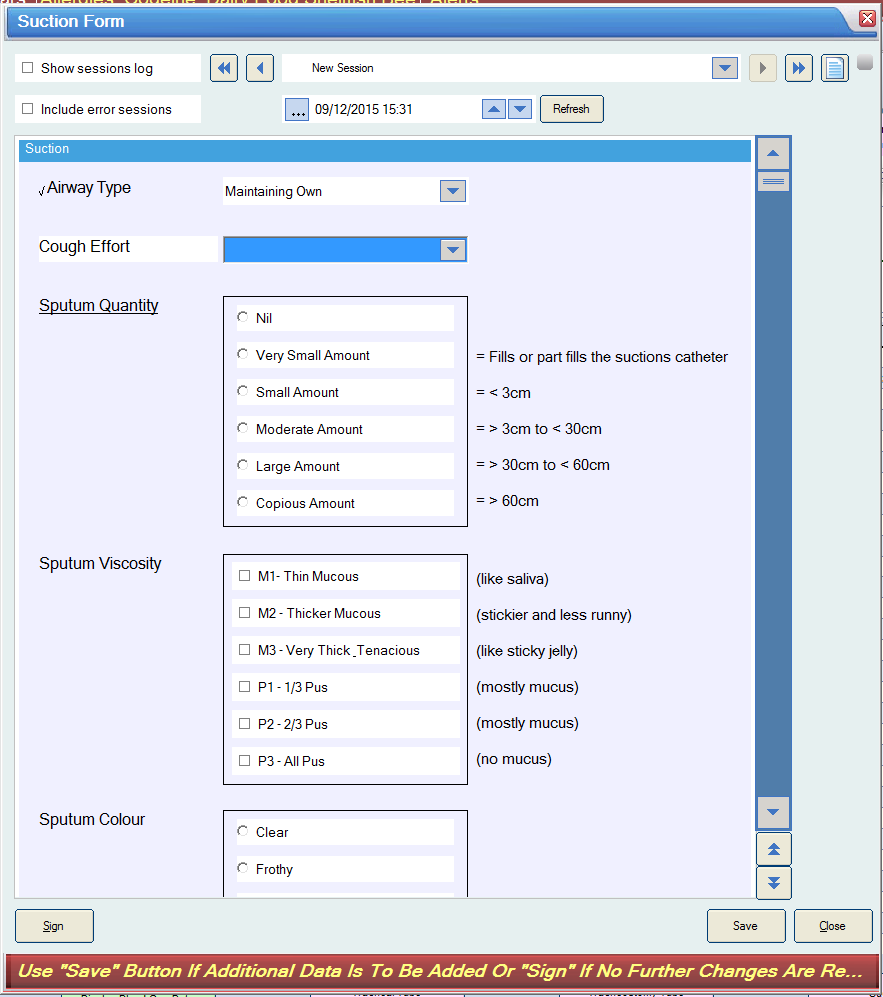 Suction Form
Show sessions log
New Session
Include error sessions
... 09/12/2015 15:31
Refresh
Suction
√Airway Type
Maintaining Own
Cough Effort
Sputum Quantity
Nil
Very Small Amount = Fills or part fills the suctions catheter
Small Amount = < 3cm
Moderate Amount = > 3cm to < 30cm
Large Amount = > 30cm to < 60cm
Copious Amount = > 60cm
Sputum Viscosity
M1- Thin Mucous (like saliva)
M2 - Thicker Mucous (stickier and less runny)
M3 - Very Thick_Tenacious (like sticky jelly)
P1 - 1/3 Pus (mostly mucus)
P2 - 2/3 Pus (mostly mucus)
P3 - All Pus (no mucus)
Sputum Colour
Clear
Frothy
Sign
Save
Close
Use "Save" Button If Additional Data Is To Be Added Or "Sign" If No Further Changes Are Re...